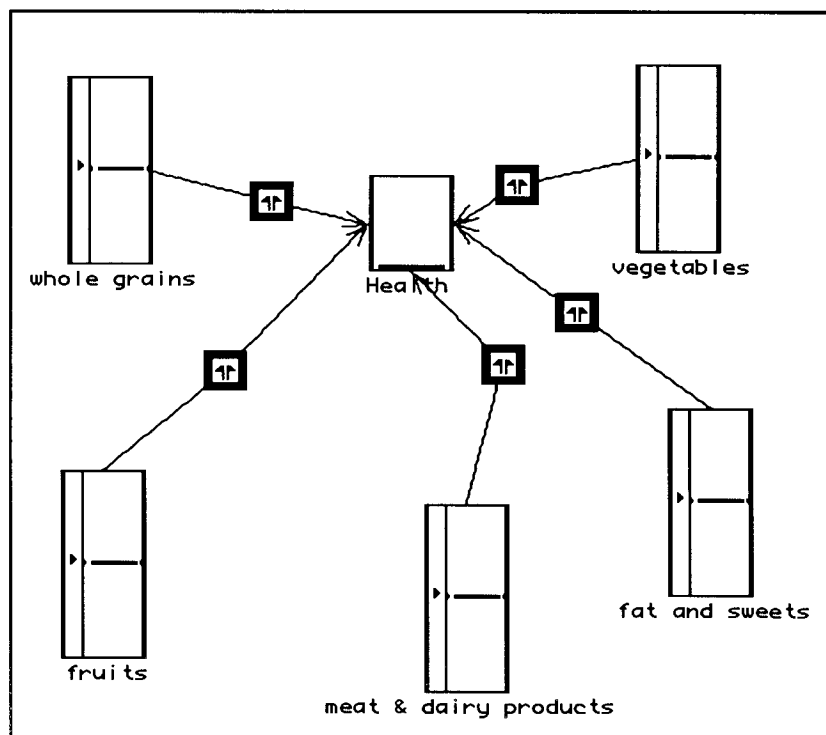 whole grains
vegetables
Health
fat and sweets
fruits
meat & dairy products